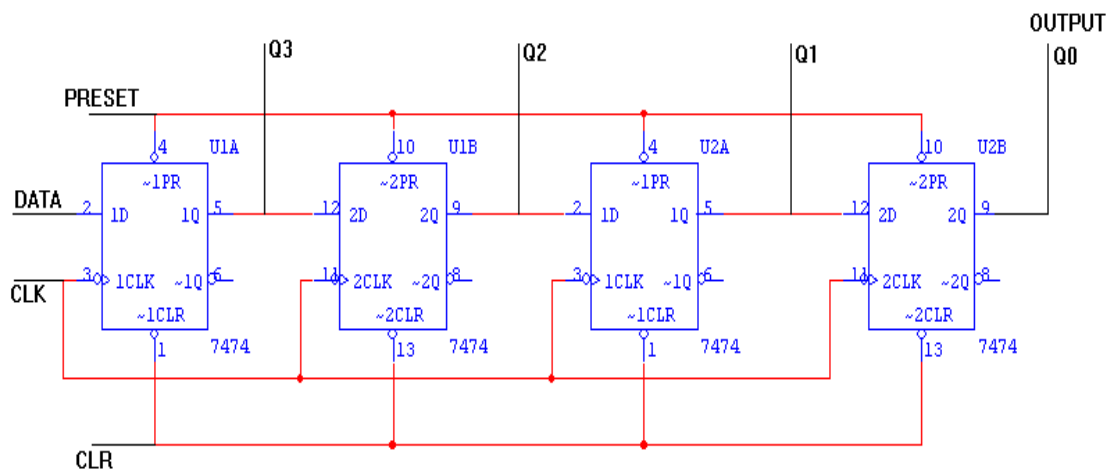 OUTPUT
Q3 Q2 Q1 Q0
PRESET
4 U1A 10 U1B 4 U2A 10 U2B
~1PR ~2PR ~1PR ~2PR
DATA
2 1D 1Q 5 12 2D 2Q 9 2 1D 1Q 5 12 2D 2Q 9
3 1CLK ~1Q 6 11 2CLK ~2Q 8 3 1CLK ~1Q 6 11 2CLK ~2Q 8
CLK
~1CLR ~2CLR ~1CLR ~2CLR
1 7474 13 7474 1 7474 13 7474
CLR